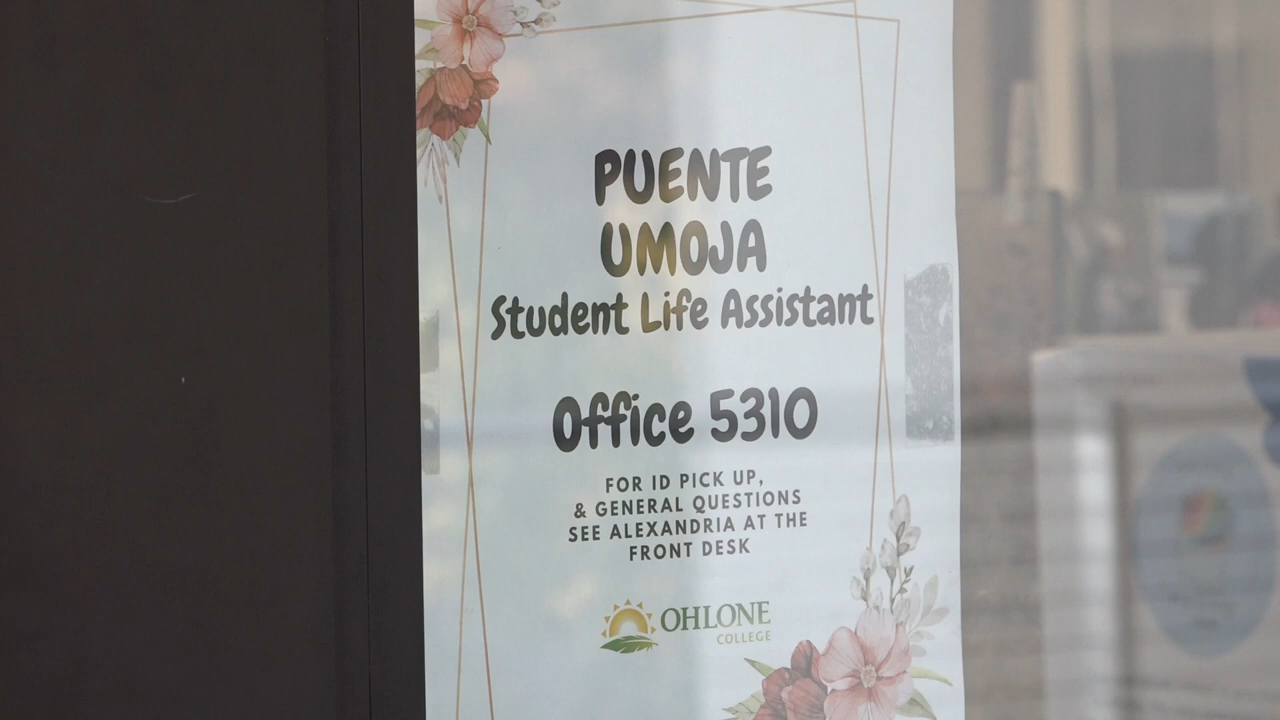 PUENTE
UMOJA
Student Life Assistant
Office 5310
FOR ID PICK UP,
& GENERAL QUESTIONS
SEE ALEXANDRIA AT THE
FRONT DESK
OHLONE
COLLEGE